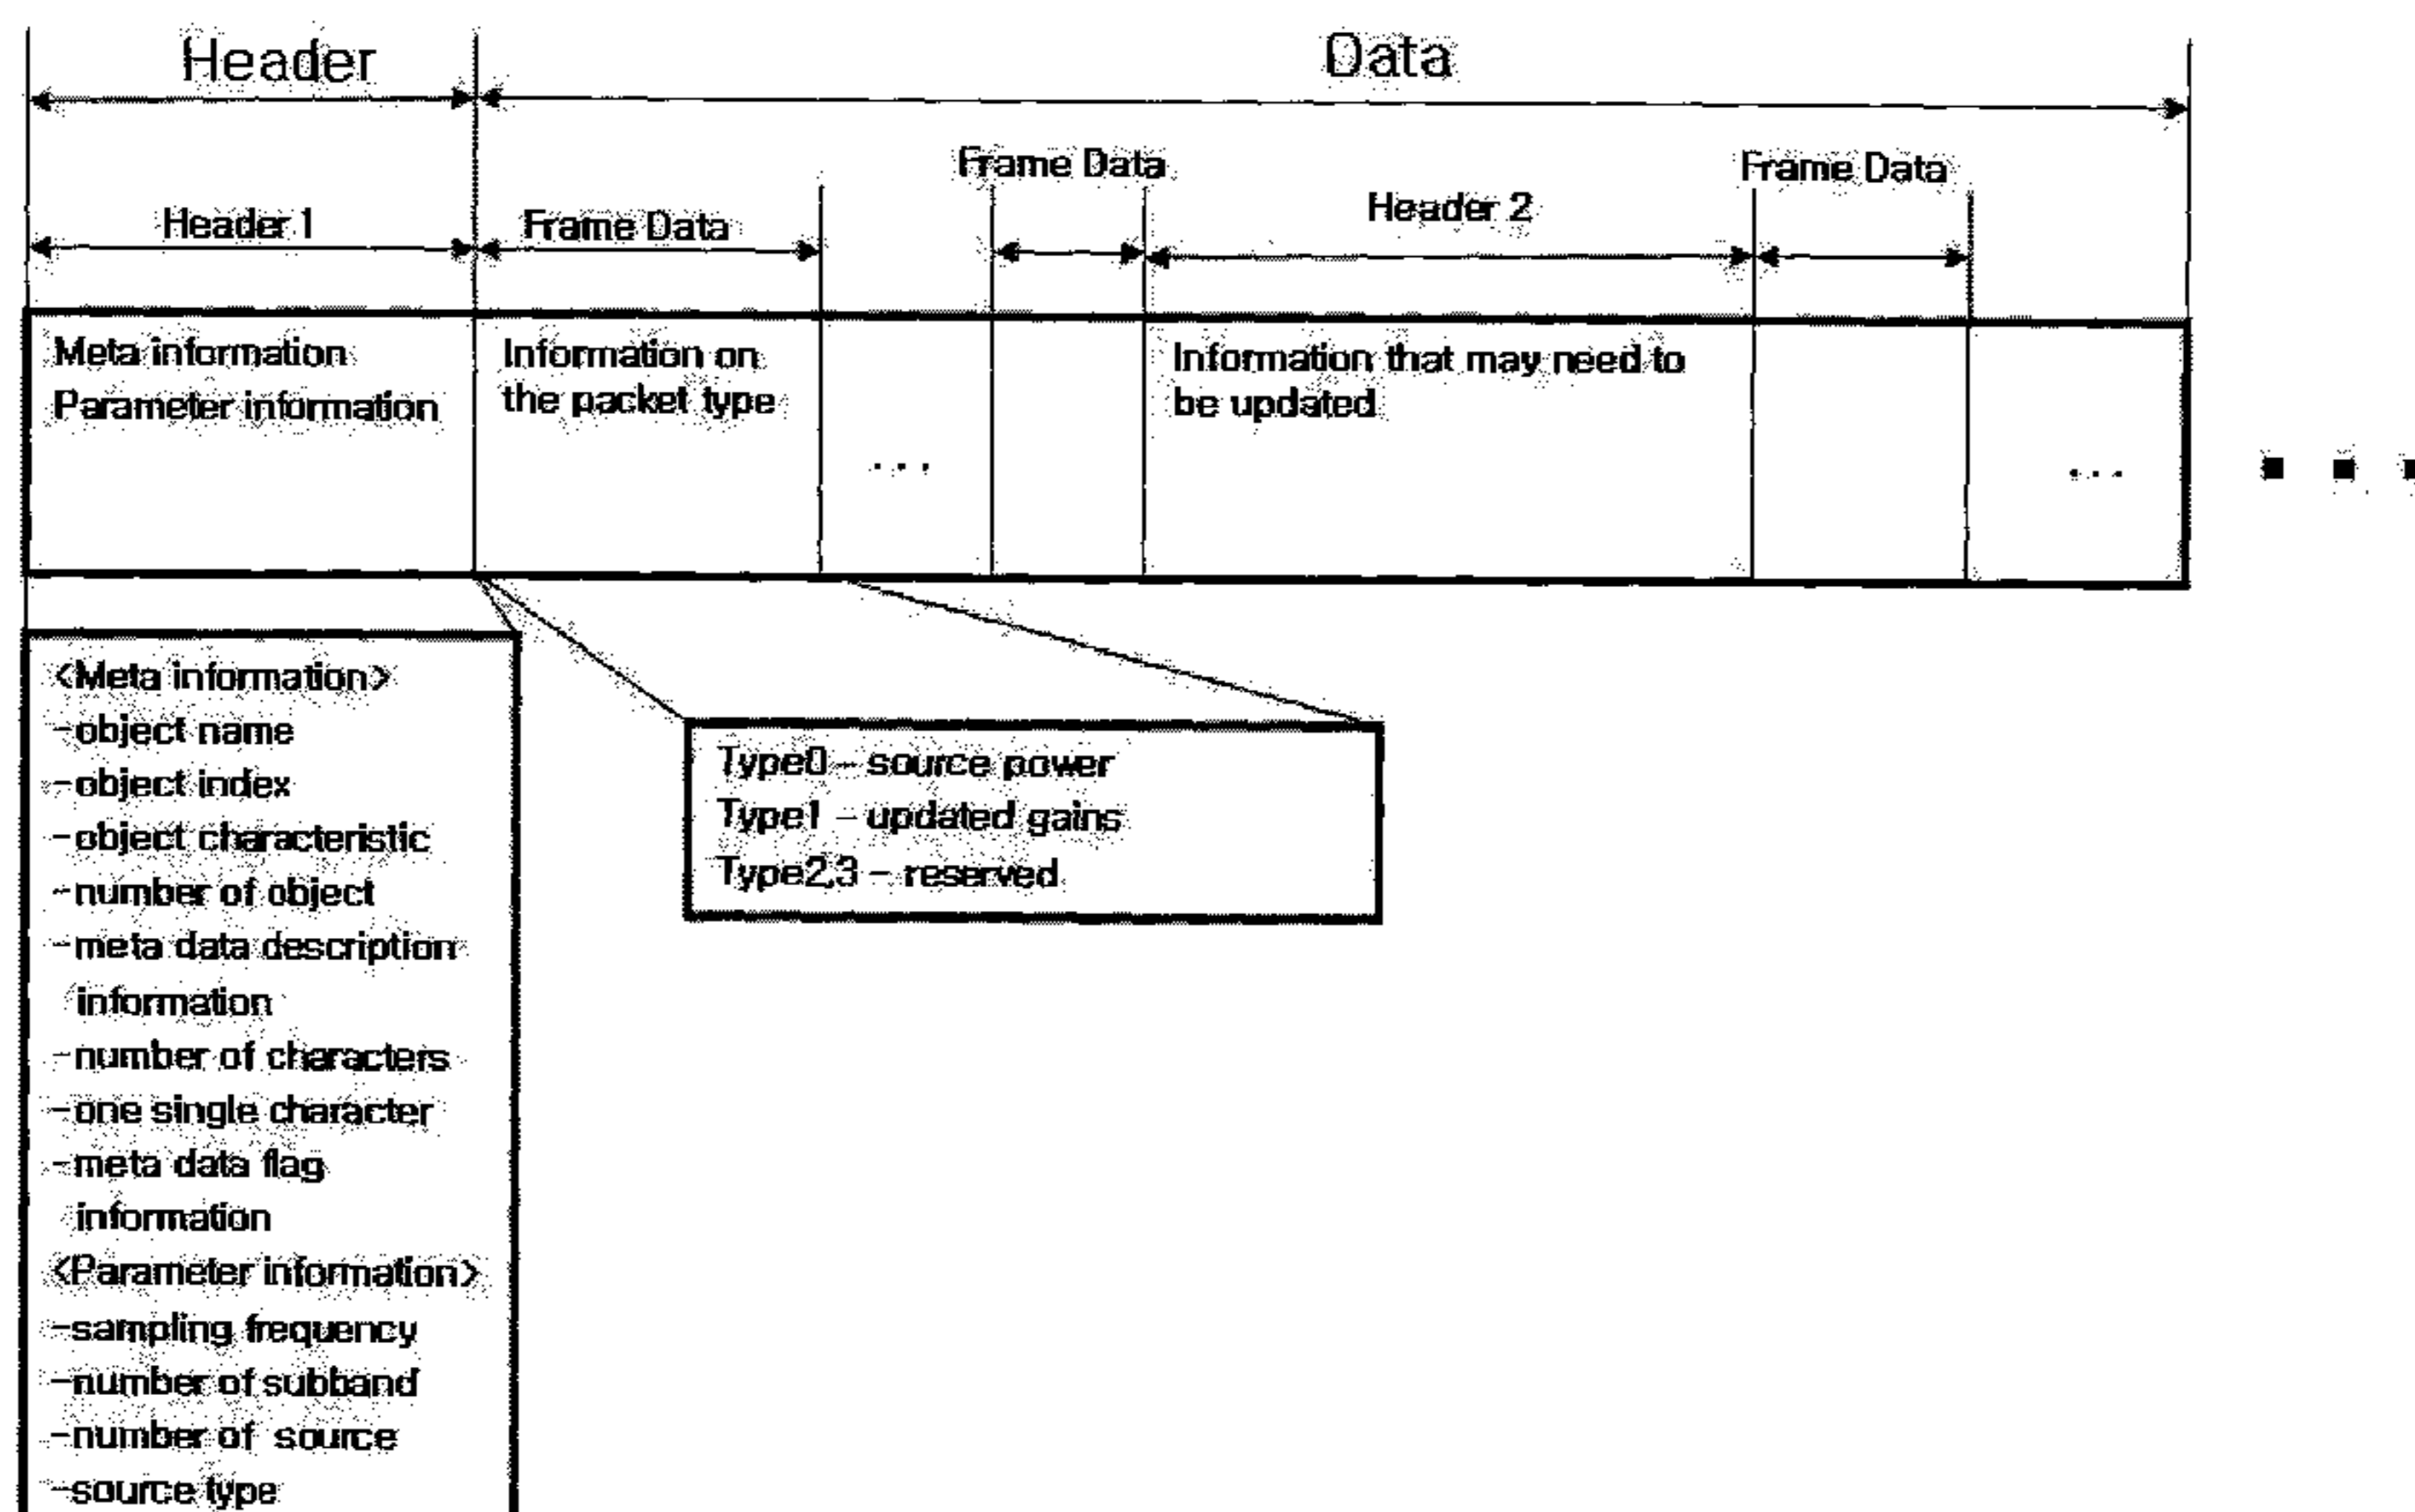 Header
Data
Frame Data
Frame Data
Header 1
Frame Data
Header 2
Meta information
Parameter information
Information on
the packet type
...
Information that may need to
be updated
...
<Meta information>
-object name
-object index
-object characteristic
-number of object
-meta data description
information
-number of characters
-one single character
-meta data flag
information
<Parameter information>
-sampling frequency
-number of subband
-number of source
-source type
Type0 - source power
Type1 - updated gains
Type2,3 - reserved